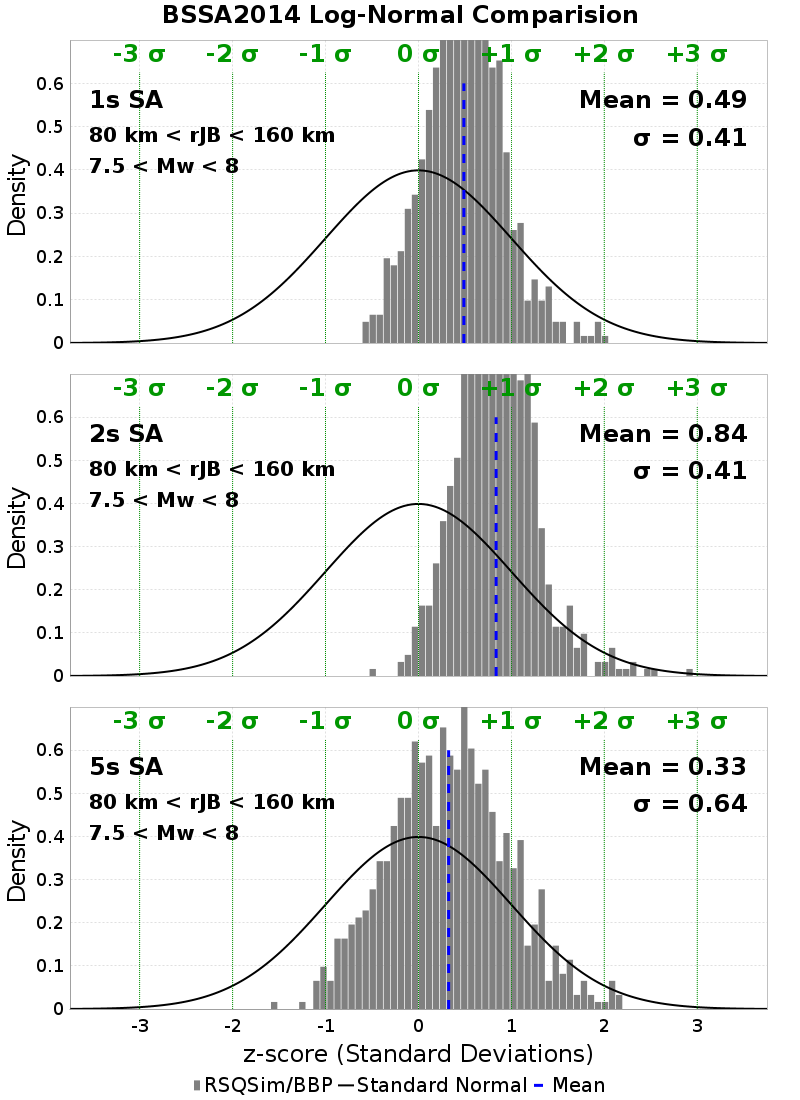 BSSA2014 Log-Normal Comparision
-3 σ -2 σ -1 σ 0 σ +1 σ +2 σ +3 σ
1s SA
80 km < rJB < 160 km
7.5 < Mw < 8
Mean = 0.49
σ = 0.41
Density
0.6
0.5
0.4
0.3
0.2
0.1
0
-3 σ -2 σ -1 σ 0 σ +1 σ +2 σ +3 σ
2s SA
80 km < rJB < 160 km
7.5 < Mw < 8
Mean = 0.84
σ = 0.41
Density
0.6
0.5
0.4
0.3
0.2
0.1
0
-3 σ -2 σ -1 σ 0 σ +1 σ +2 σ +3 σ
5s SA
80 km < rJB < 160 km
7.5 < Mw < 8
Mean = 0.33
σ = 0.64
Density
0.6
0.5
0.4
0.3
0.2
0.1
0
-3 -2 -1 0 1 2 3
z-score (Standard Deviations)
RSQSim/BBP Standard Normal Mean